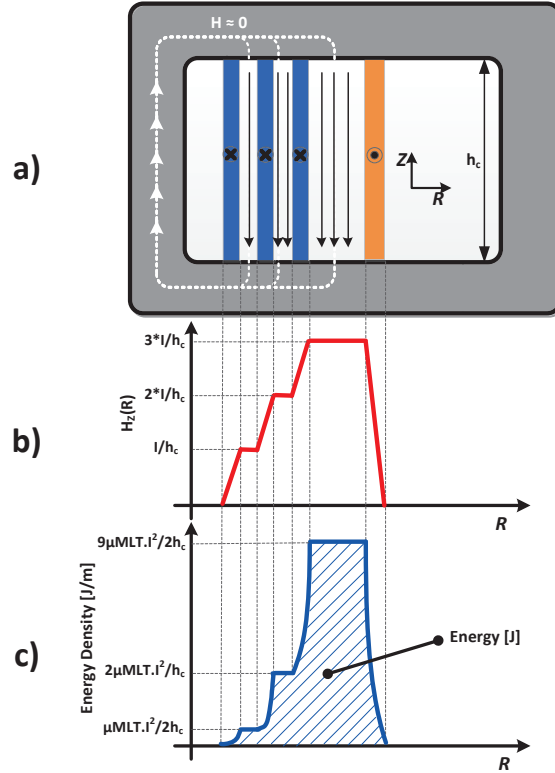 a)
H ≈ 0
Z
R
h_c
b)
H_Z(R)
3*I/h_c
2*I/h_c
I/h_c
R
c)
Energy Density [J/m]
9μMLT.I²/2h_c
2μMLT.I²/h_c
μMLT.I²/2h_c
Energy [J]
R